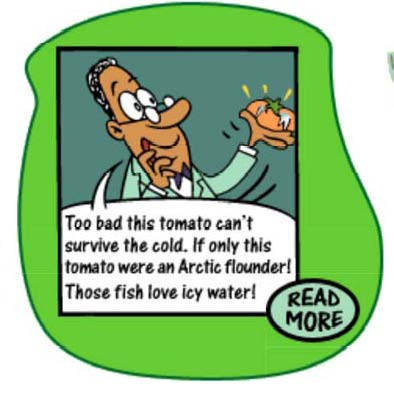 Too bad this tomato can't
survive the cold. If only this
tomato were an Arctic flounder!
Those fish love icy water!
READ
MORE